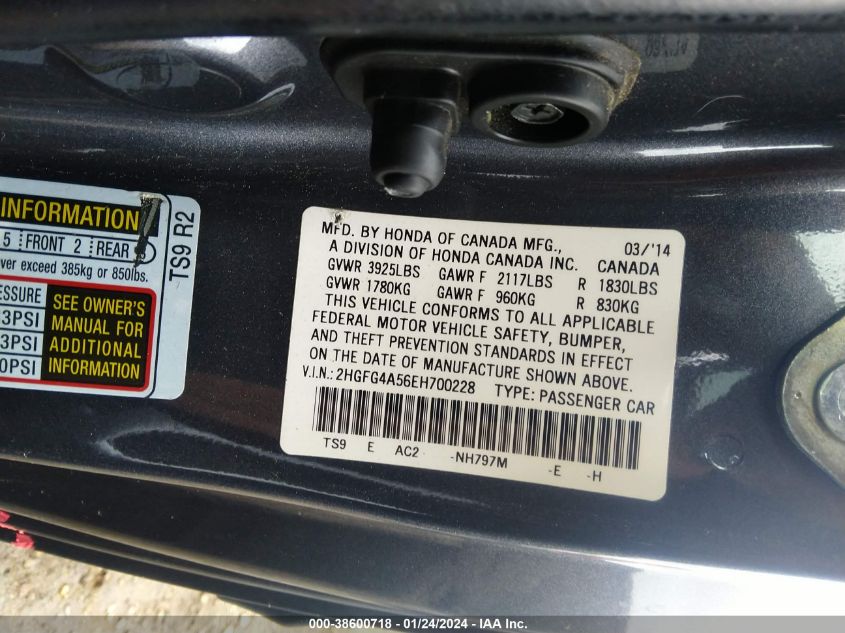 INFORMATION
5 FRONT 2 REAR
ver exceed 385kg or 850lbs.
ESSURE
3PSI
3PSI
0PSI
SEE OWNER'S
MANUAL FOR
ADDITIONAL
INFORMATION
TS9 R2
MFD. BY HONDA OF CANADA MFG., 03/'14
A DIVISION OF HONDA CANADA INC. CANADA
GVWR 3925LBS GAWR F 2117LBS R 1830LBS
GVWR 1780KG GAWR F 960KG R 830KG
THIS VEHICLE CONFORMS TO ALL APPLICABLE
FEDERAL MOTOR VEHICLE SAFETY, BUMPER,
AND THEFT PREVENTION STANDARDS IN EFFECT
ON THE DATE OF MANUFACTURE SHOWN ABOVE.
V.I.N.: 2HGFG4A56EH700228 TYPE: PASSENGER CAR
TS9 E AC2 -NH797M -E -H
000-38600718 - 01/24/2024 - IAA Inc.